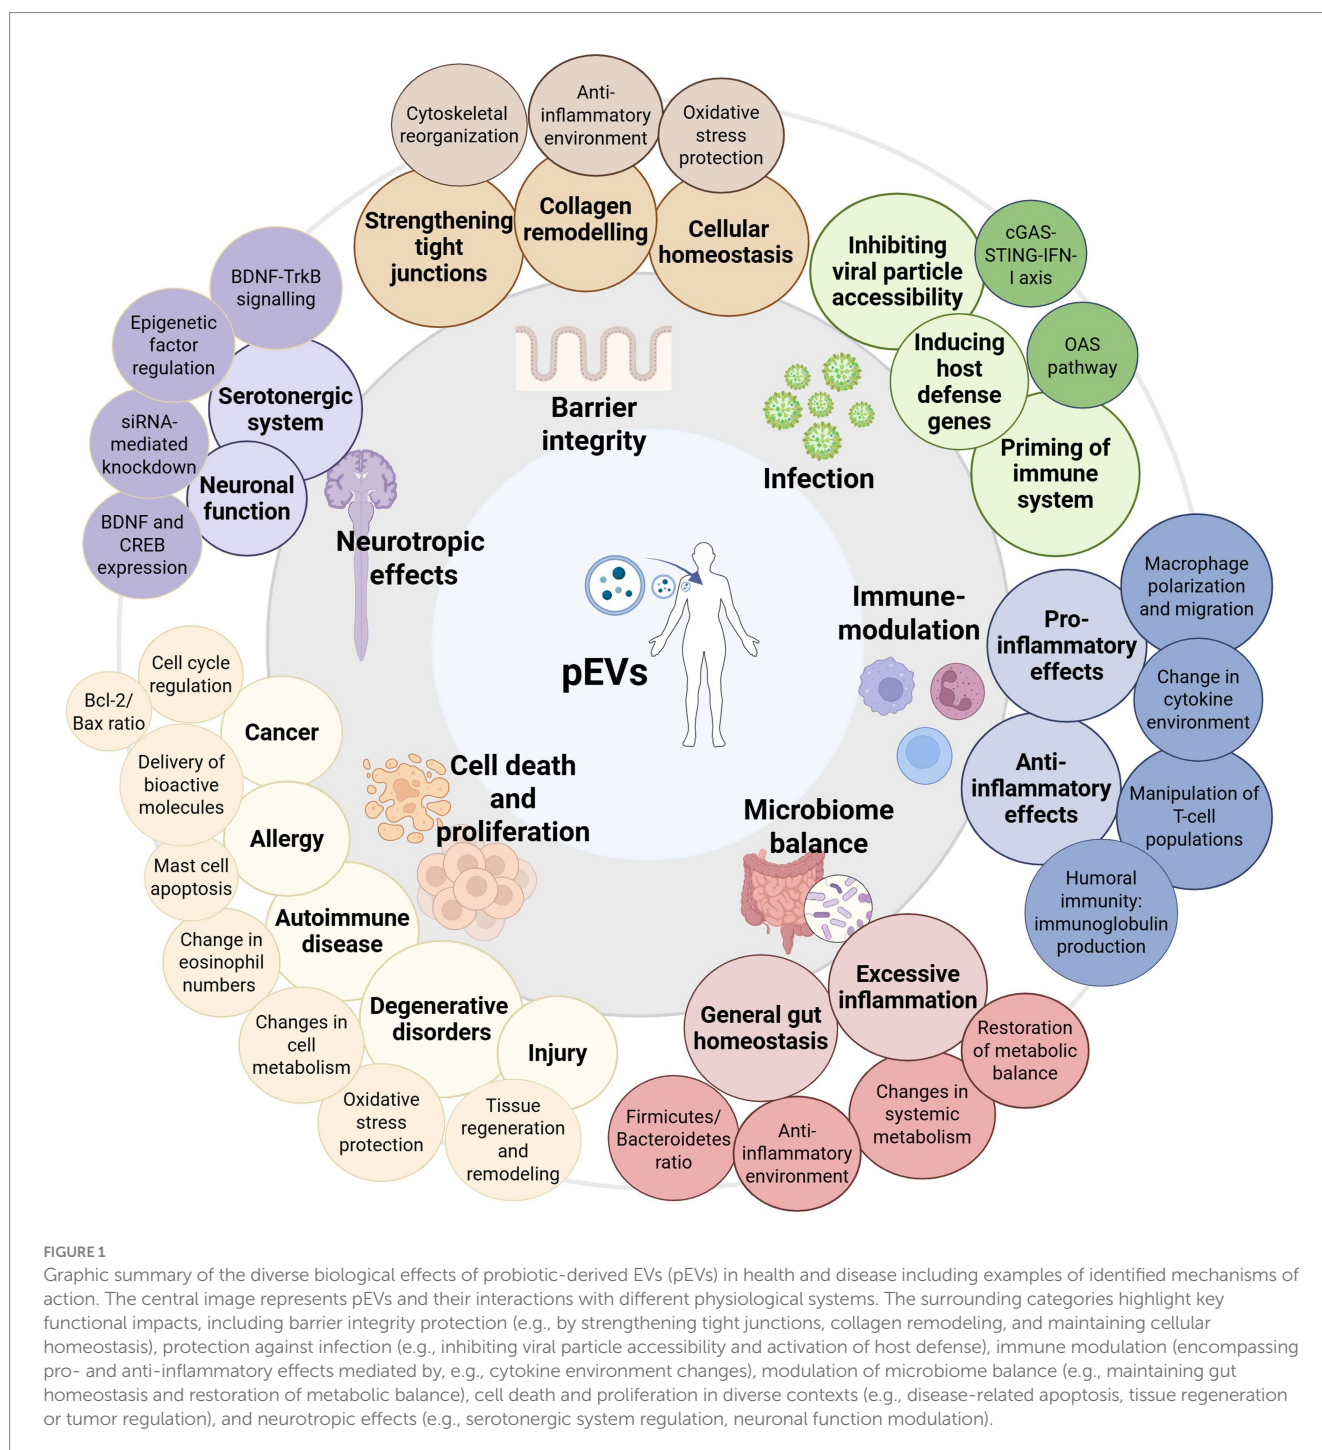 Cytoskeletal
reorganization
Anti-
inflammatory
environment
Oxidative
stress
protection
Strengthening
tight
junctions
Collagen
remodelling
Cellular
homeostasis
Barrier
integrity
Inhibiting
viral particle
accessibility
cGAS-
STING-IFN-
I axis
Inducing
host
defense
genes
OAS
pathway
Priming of
immune
system
Infection
BDNF-TrkB
signalling
Epigenetic
factor
regulation
siRNA-
mediated
knockdown
BDNF and
CREB
expression
Serotonergic
system
Neuronal
function
Neurotropic
effects
pEVs
Immune-
modulation
Pro-
inflammatory
effects
Anti-
inflammatory
effects
Macrophage
polarization
and migration
Change in
cytokine
environment
Manipulation of
T-cell
populations
Humoral
immunity:
immunoglobulin
production
Cell cycle
regulation
Bcl-2/
Bax ratio
Delivery of
bioactive
molecules
Mast cell
apoptosis
Change in
eosinophil
numbers
Changes in
cell
metabolism
Oxidative
stress
protection
Tissue
regeneration
and
remodeling
Cancer
Allergy
Autoimmune
disease
Degenerative
disorders
Injury
Cell death
and
proliferation
Microbiome
balance
General gut
homeostasis
Excessive
inflammation
Firmicutes/
Bacteroidetes
ratio
Anti-
inflammatory
environment
Changes in
systemic
metabolism
Restoration
of metabolic
balance
FIGURE 1
Graphic summary of the diverse biological effects of probiotic-derived EVs (pEVs) in health and disease including examples of identified mechanisms of
action. The central image represents pEVs and their interactions with different physiological systems. The surrounding categories highlight key
functional impacts, including barrier integrity protection (e.g., by strengthening tight junctions, collagen remodeling, and maintaining cellular
homeostasis), protection against infection (e.g., inhibiting viral particle accessibility and activation of host defense), immune modulation (encompassing
pro- and anti-inflammatory effects mediated by, e.g., cytokine environment changes), modulation of microbiome balance (e.g., maintaining gut
homeostasis and restoration of metabolic balance), cell death and proliferation in diverse contexts (e.g., disease-related apoptosis, tissue regeneration
or tumor regulation), and neurotropic effects (e.g., serotonergic system regulation, neuronal function modulation).